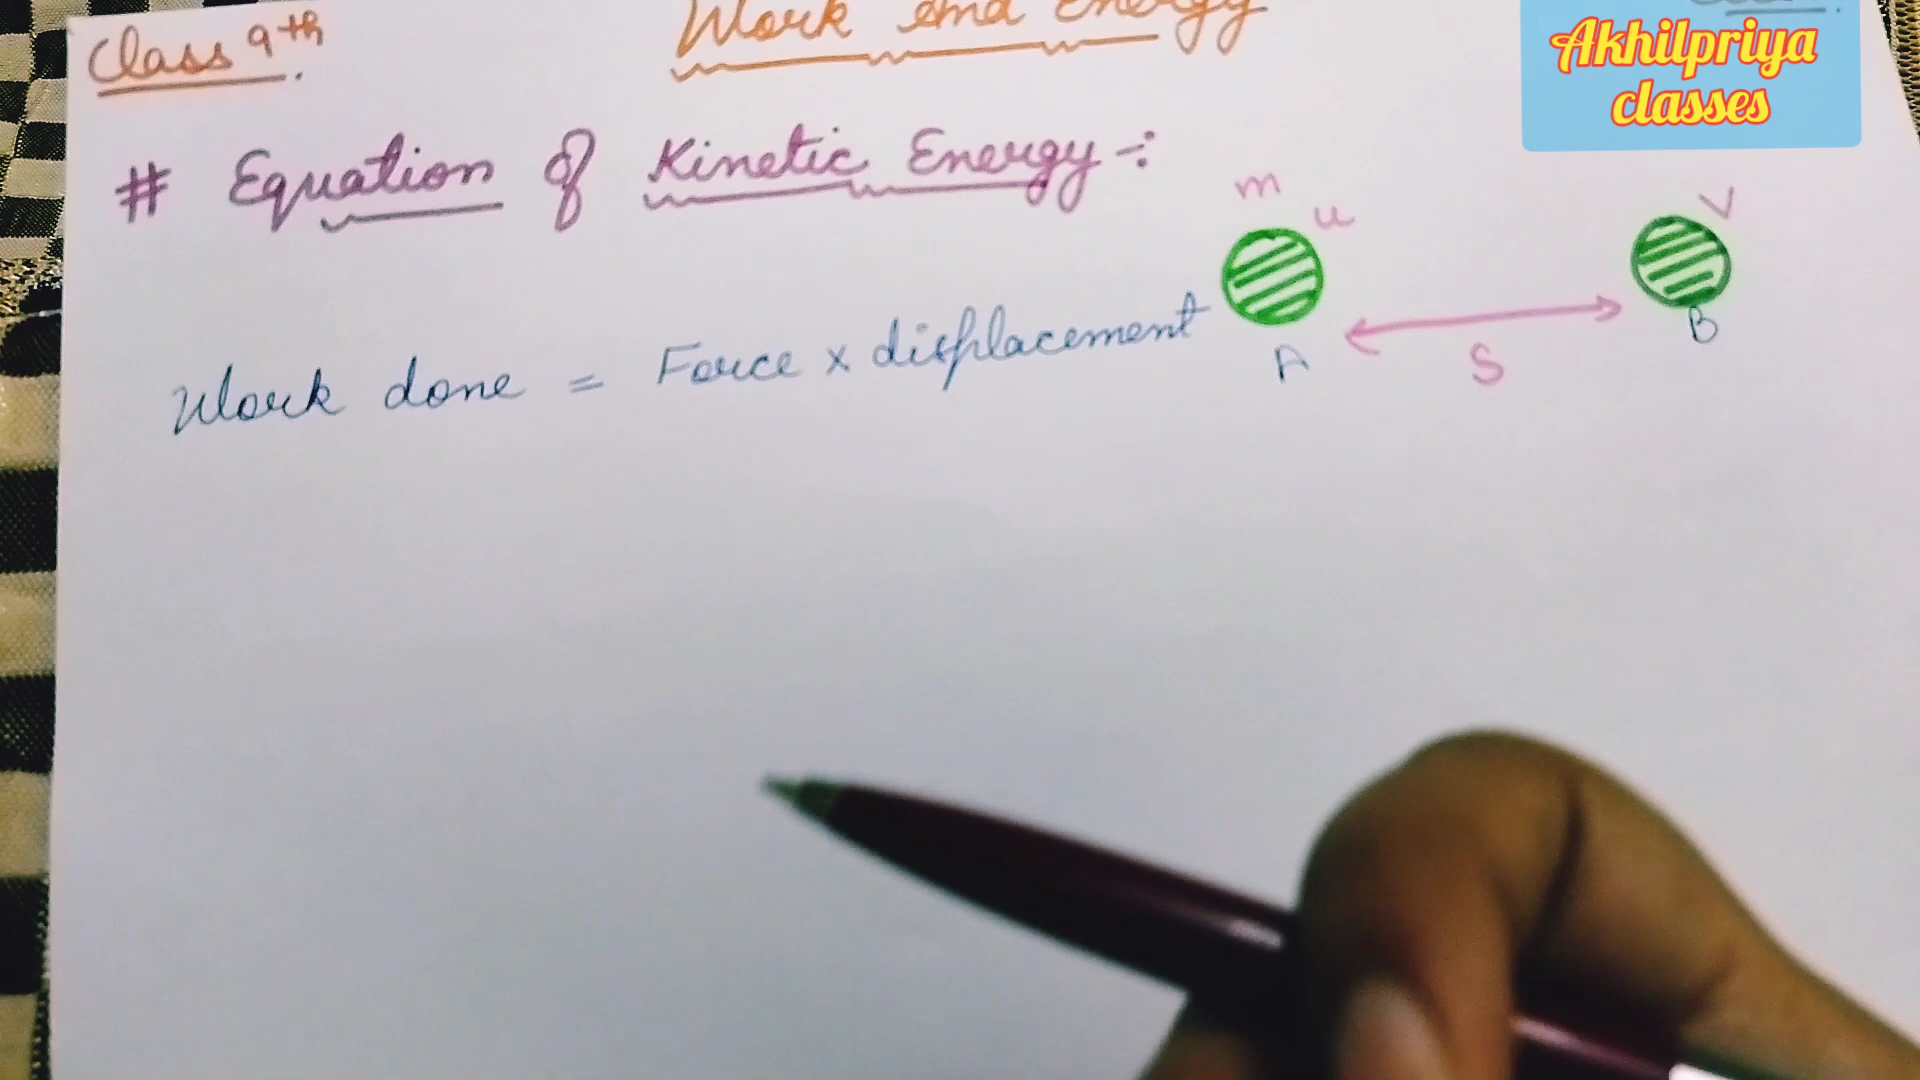 Class 9th
Work and Energy
Akhilpriya
classes
# Equation of Kinetic Energy :-
m
u
V
Work done = Force x displacement
A
S
B